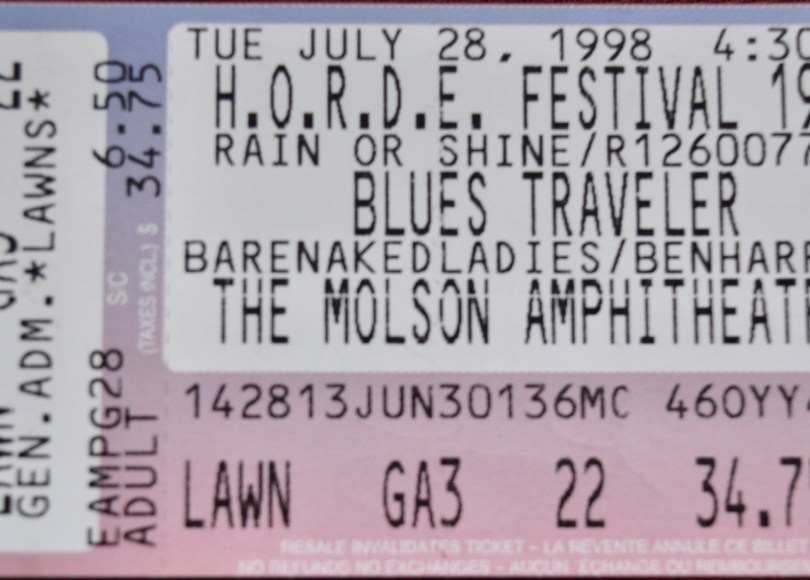 GEN.ADM.*LAWNS*
EAMPG28 S/C 6.50
ADULT (TAXES INCL.) $ 34.75
TUE JULY 28, 1998 4:30
H.O.R.D.E. FESTIVAL 19
RAIN OR SHINE/R1260077
BLUES TRAVELER
BARENAKEDLADIES/BENHARP
THE MOLSON AMPHITHEAT
142813JUN30136MC 460YY
LAWN GA3 22 34.7
RESALE INVALIDATES TICKET - LA REVENTE ANNULE CE BILLET
NO REFUNDS NO EXCHANGES - AUCUN ECHANGE OU REMBOURSE